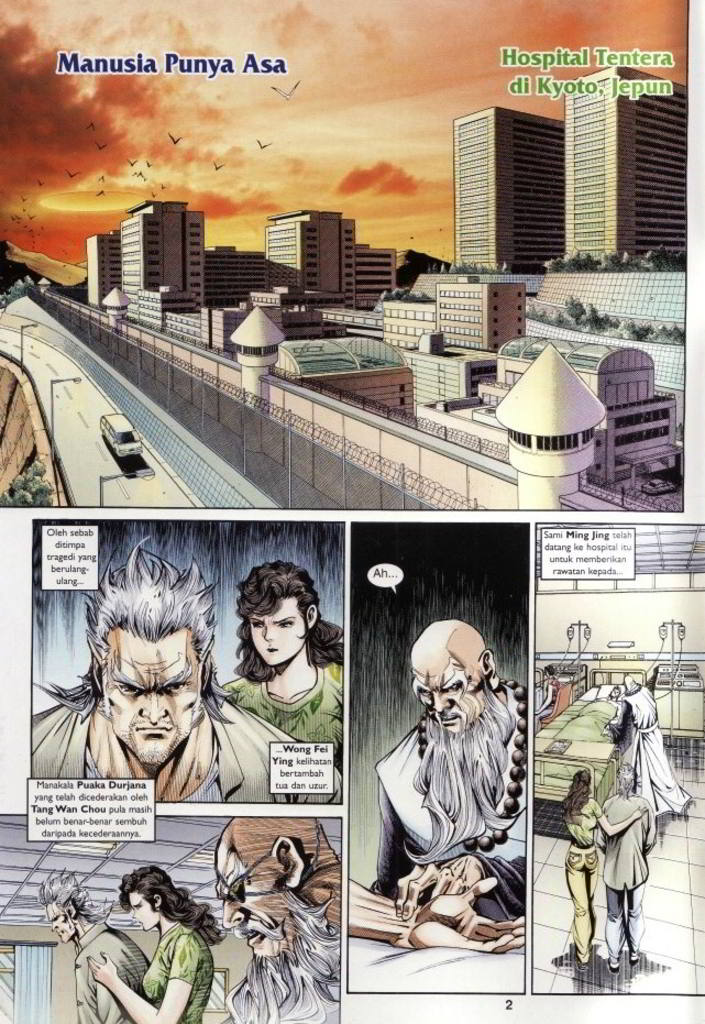 Manusia Punya Asa
Hospital Tentera
di Kyoto, Jepun
Oleh sebab
ditimpa
tragedi yang
berulang-
ulang...
...Wong Fei
Ying kelihatan
bertambah
tua dan uzur.
Ah...
Sami Ming Jing telah
datang ke hospital itu
untuk memberikan
rawatan kepada...
Manakala Puaka Durjana
yang telah dicederakan oleh
Tang Wan Chou pula masih
belum benar-benar sembuh
daripada kecederaannya.
2